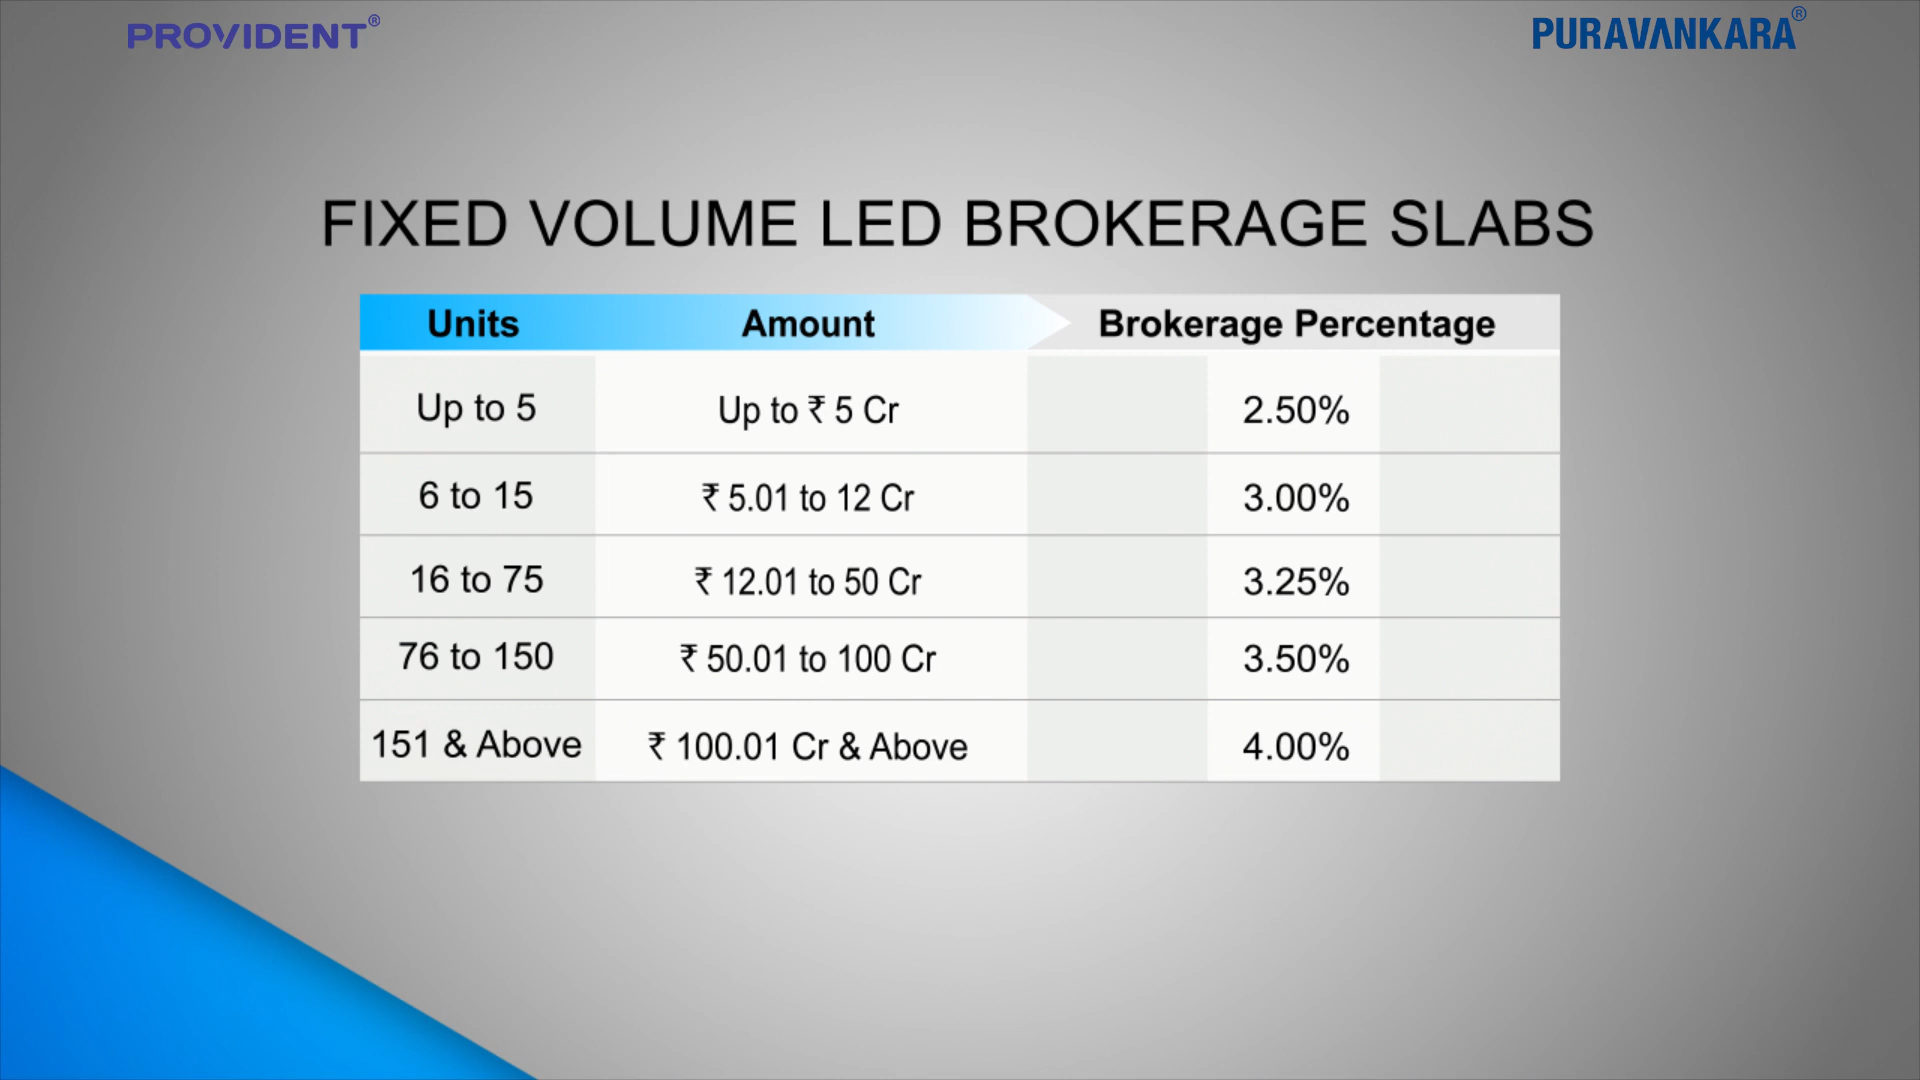 PROVIDENT®
PURAVANKARA®
FIXED VOLUME LED BROKERAGE SLABS
Units Amount Brokerage Percentage
Up to 5 Up to ₹ 5 Cr 2.50%
6 to 15 ₹ 5.01 to 12 Cr 3.00%
16 to 75 ₹ 12.01 to 50 Cr 3.25%
76 to 150 ₹ 50.01 to 100 Cr 3.50%
151 & Above ₹ 100.01 Cr & Above 4.00%